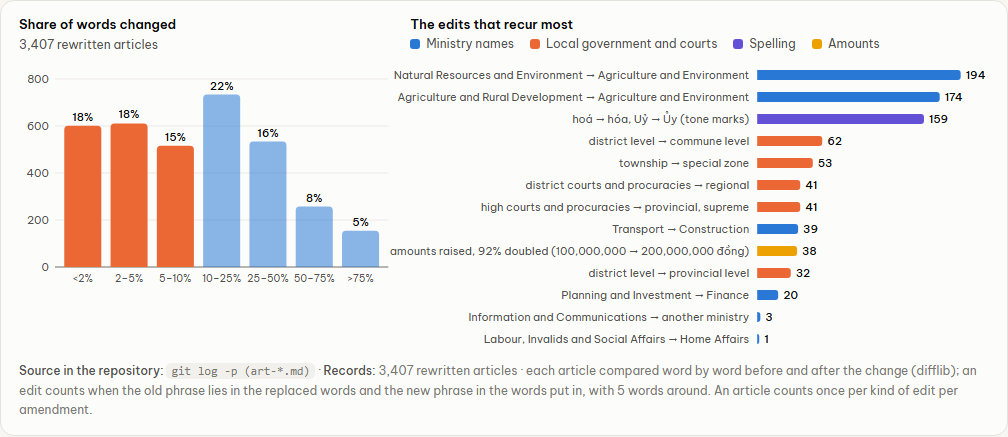 Share of words changed
3,407 rewritten articles
800
600
400
200
0
18%
18%
15%
22%
16%
8%
5%
<2%
2–5%
5–10%
10–25%
25–50%
50–75%
>75%
The edits that recur most
Ministry names
Local government and courts
Spelling
Amounts
Natural Resources and Environment → Agriculture and Environment 194
Agriculture and Rural Development → Agriculture and Environment 174
hoá → hóa, Uỷ → Ủy (tone marks) 159
district level → commune level 62
township → special zone 53
district courts and procuracies → regional 41
high courts and procuracies → provincial, supreme 41
Transport → Construction 39
amounts raised, 92% doubled (100,000,000 → 200,000,000 đồng) 38
district level → provincial level 32
Planning and Investment → Finance 20
Information and Communications → another ministry 3
Labour, Invalids and Social Affairs → Home Affairs 1
Source in the repository: git log -p (art-*.md) · Records: 3,407 rewritten articles · each article compared word by word before and after the change (difflib); an
edit counts when the old phrase lies in the replaced words and the new phrase in the words put in, with 5 words around. An article counts once per kind of edit per
amendment.